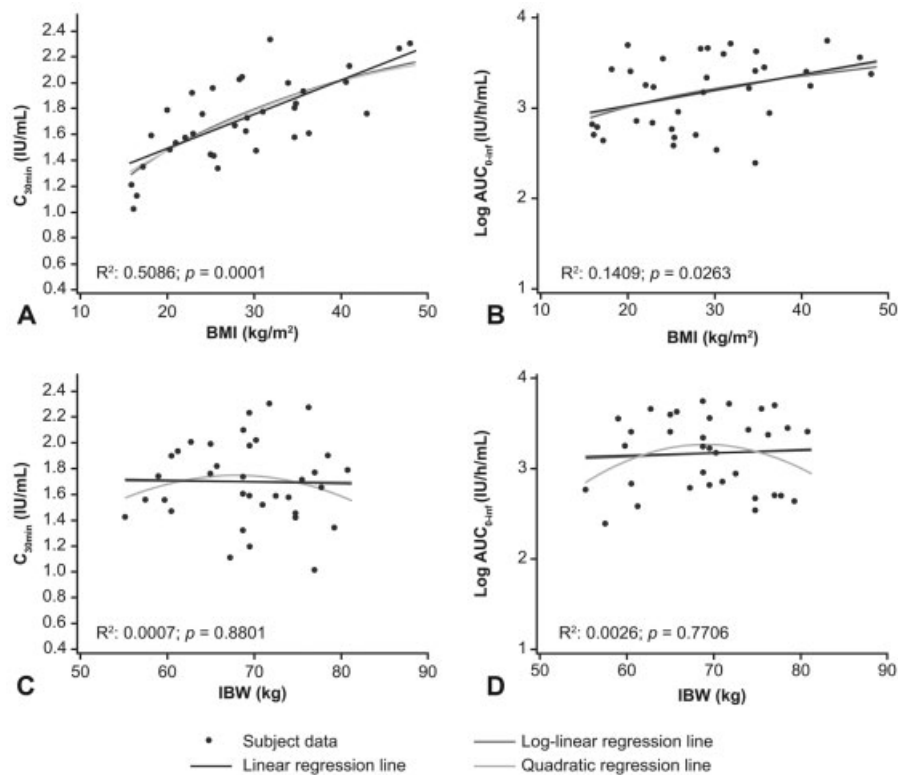 C30min (IU/mL)
2.4
2.2
2.0
1.8
1.6
1.4
1.2
1.0
0.8
0.6
0.4
R²: 0.5086; p = 0.0001
10 20 30 40 50
A
BMI (kg/m²)
Log AUC0-inf (IU/h/mL)
4
3
2
1
R²: 0.1409; p = 0.0263
10 20 30 40 50
B
BMI (kg/m²)
C30min (IU/mL)
2.4
2.2
2.0
1.8
1.6
1.4
1.2
1.0
0.8
0.6
0.4
R²: 0.0007; p = 0.8801
50 60 70 80 90
C
IBW (kg)
Log AUC0-inf (IU/h/mL)
4
3
2
1
R²: 0.0026; p = 0.7706
50 60 70 80 90
D
IBW (kg)
Subject data
Linear regression line
Log-linear regression line
Quadratic regression line